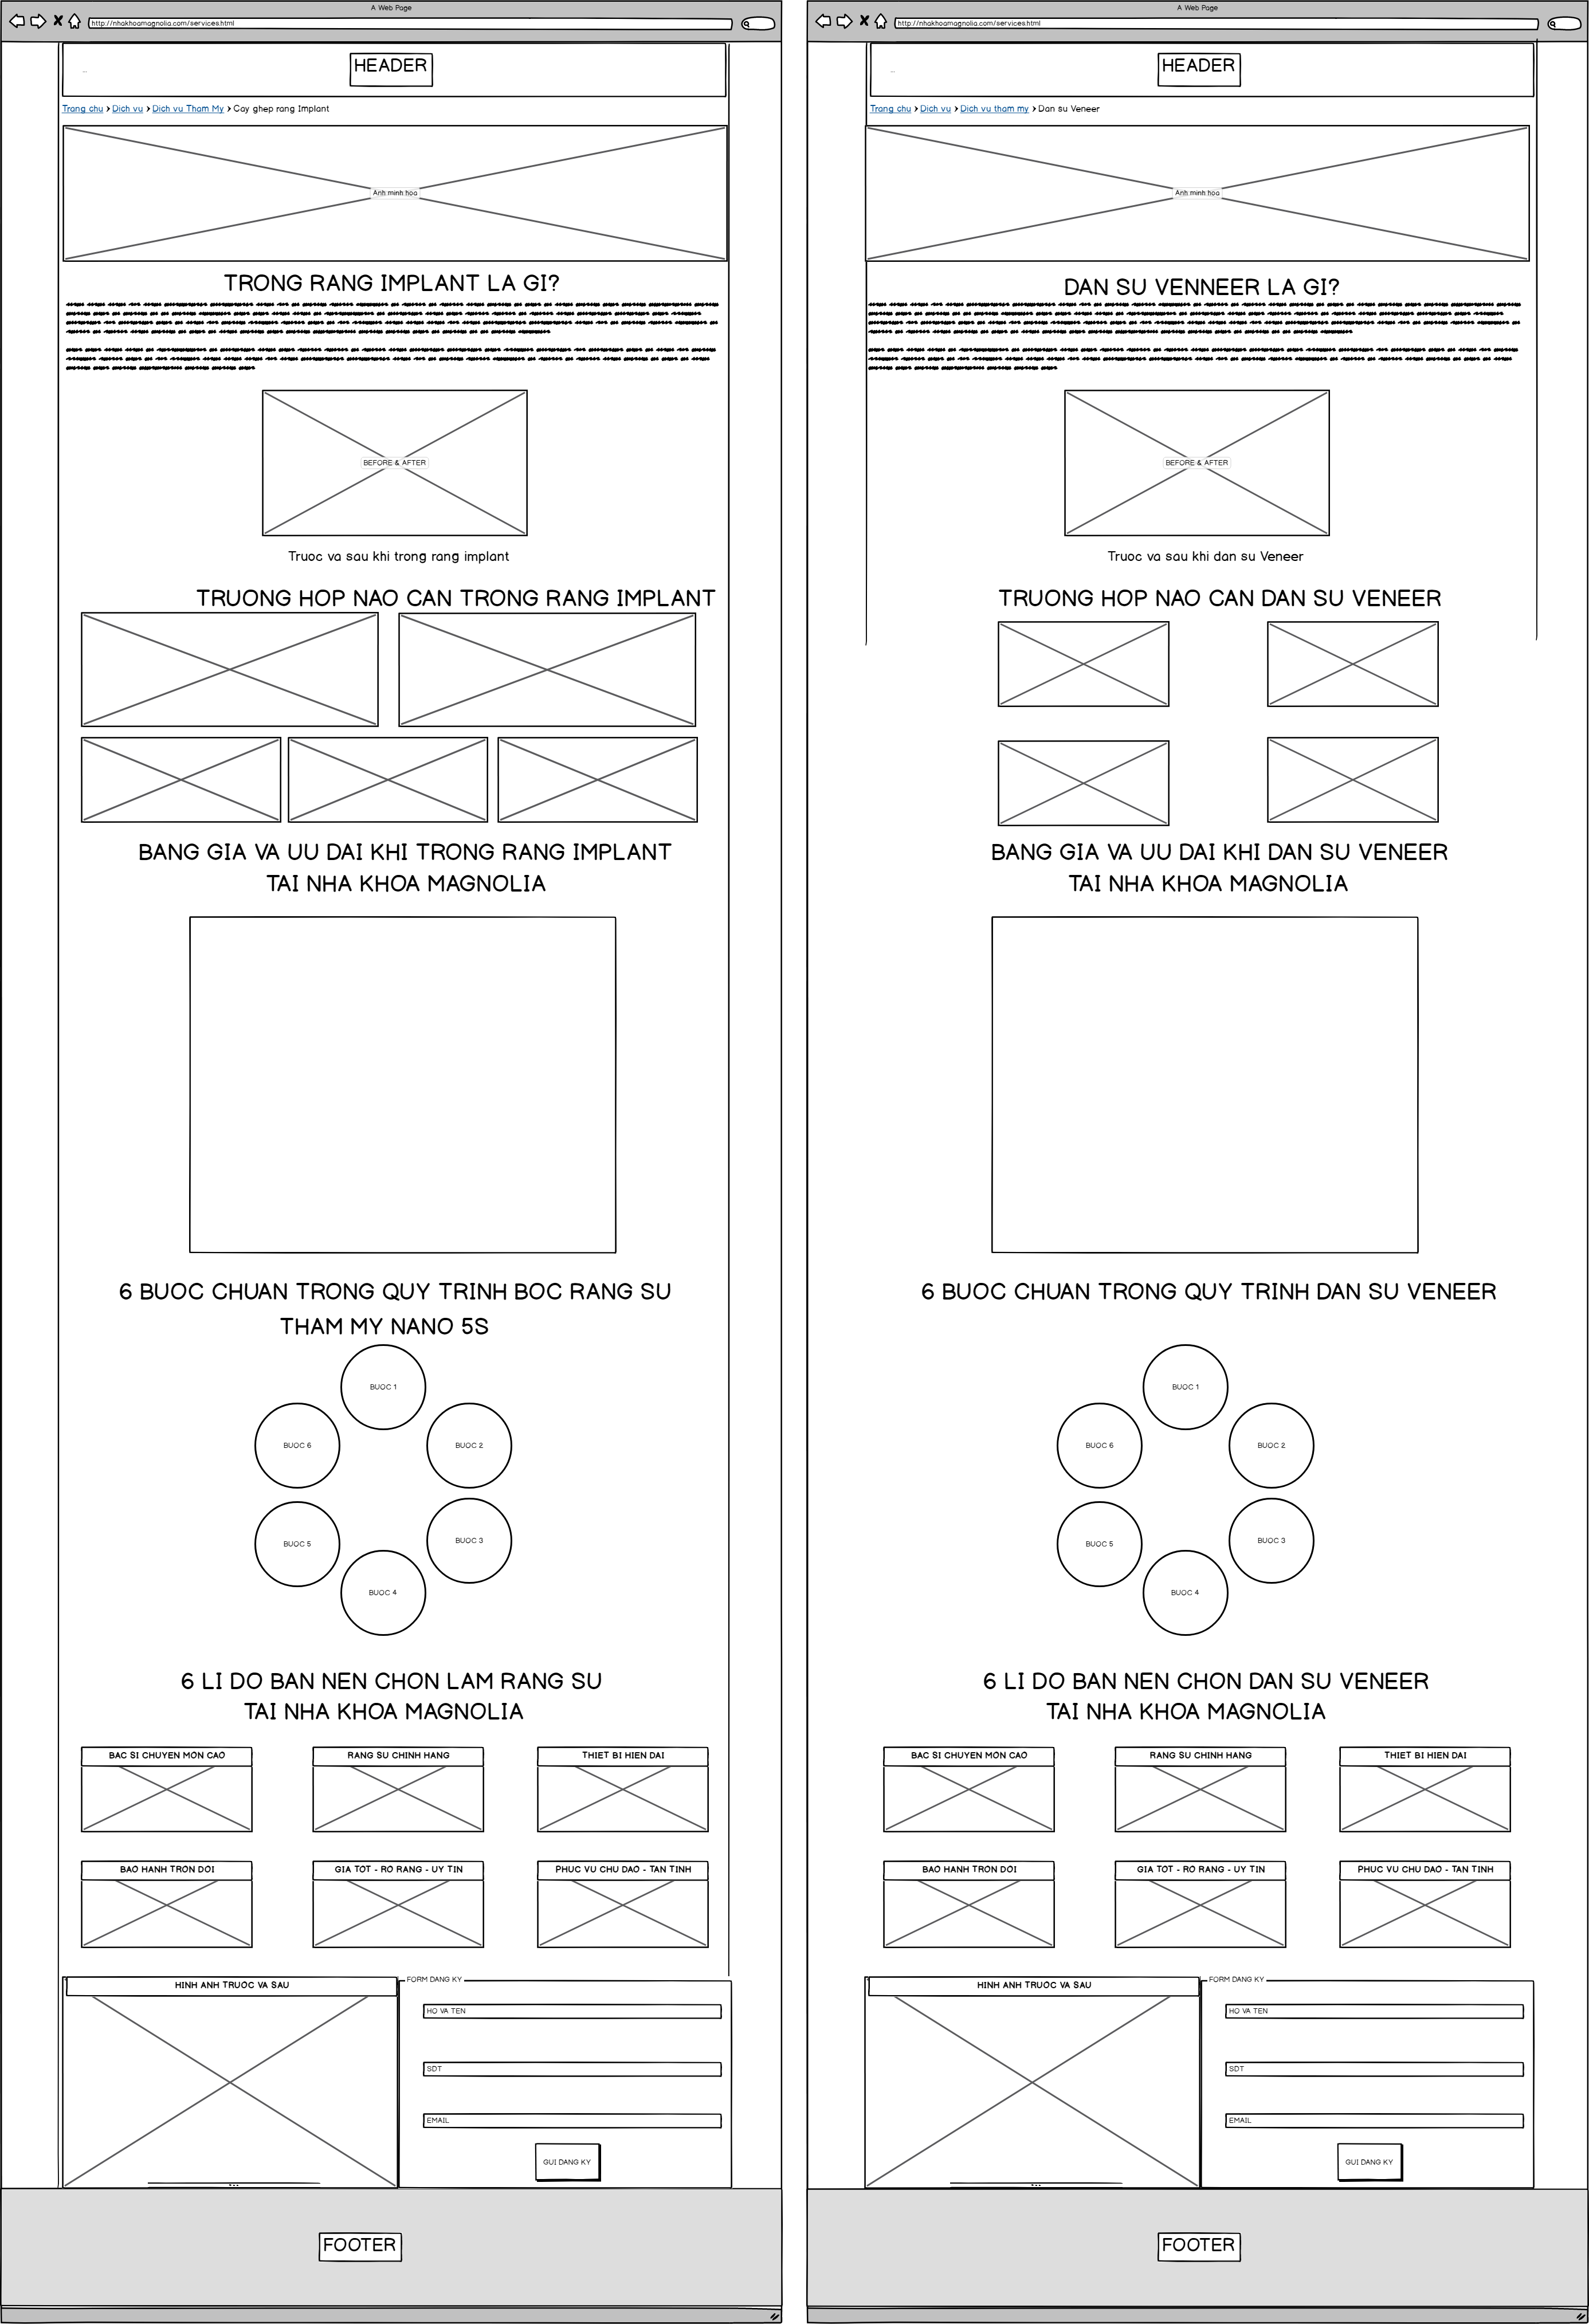 A Web Page
http://nhakhoamagnolia.com/services.html
HEADER
Trang chu > Dich vu > Dich vu Tham My > Cay ghep rang Implant
Anh minh hoa
TRONG RANG IMPLANT LA GI?
BEFORE & AFTER
Truoc va sau khi trong rang implant
TRUONG HOP NAO CAN TRONG RANG IMPLANT
BANG GIA VA UU DAI KHI TRONG RANG IMPLANT
TAI NHA KHOA MAGNOLIA
6 BUOC CHUAN TRONG QUY TRINH BOC RANG SU
THAM MY NANO 5S
BUOC 1
BUOC 6
BUOC 2
BUOC 5
BUOC 3
BUOC 4
6 LI DO BAN NEN CHON LAM RANG SU
TAI NHA KHOA MAGNOLIA
BAC SI CHUYEN MON CAO
RANG SU CHINH HANG
THIET BI HIEN DAI
BAO HANH TRON DOI
GIA TOT - RO RANG - UY TIN
PHUC VU CHU DAO - TAN TINH
HINH ANH TRUOC VA SAU
FORM DANG KY
HO VA TEN
SDT
EMAIL
GUI DANG KY
FOOTER
A Web Page
http://nhakhoamagnolia.com/services.html
HEADER
Trang chu > Dich vu > Dich vu tham my > Dan su Veneer
Anh minh hoa
DAN SU VENNEER LA GI?
BEFORE & AFTER
Truoc va sau khi dan su Veneer
TRUONG HOP NAO CAN DAN SU VENEER
BANG GIA VA UU DAI KHI DAN SU VENEER
TAI NHA KHOA MAGNOLIA
6 BUOC CHUAN TRONG QUY TRINH DAN SU VENEER
BUOC 1
BUOC 6
BUOC 2
BUOC 5
BUOC 3
BUOC 4
6 LI DO BAN NEN CHON DAN SU VENEER
TAI NHA KHOA MAGNOLIA
BAC SI CHUYEN MON CAO
RANG SU CHINH HANG
THIET BI HIEN DAI
BAO HANH TRON DOI
GIA TOT - RO RANG - UY TIN
PHUC VU CHU DAO - TAN TINH
HINH ANH TRUOC VA SAU
FORM DANG KY
HO VA TEN
SDT
EMAIL
GUI DANG KY
FOOTER